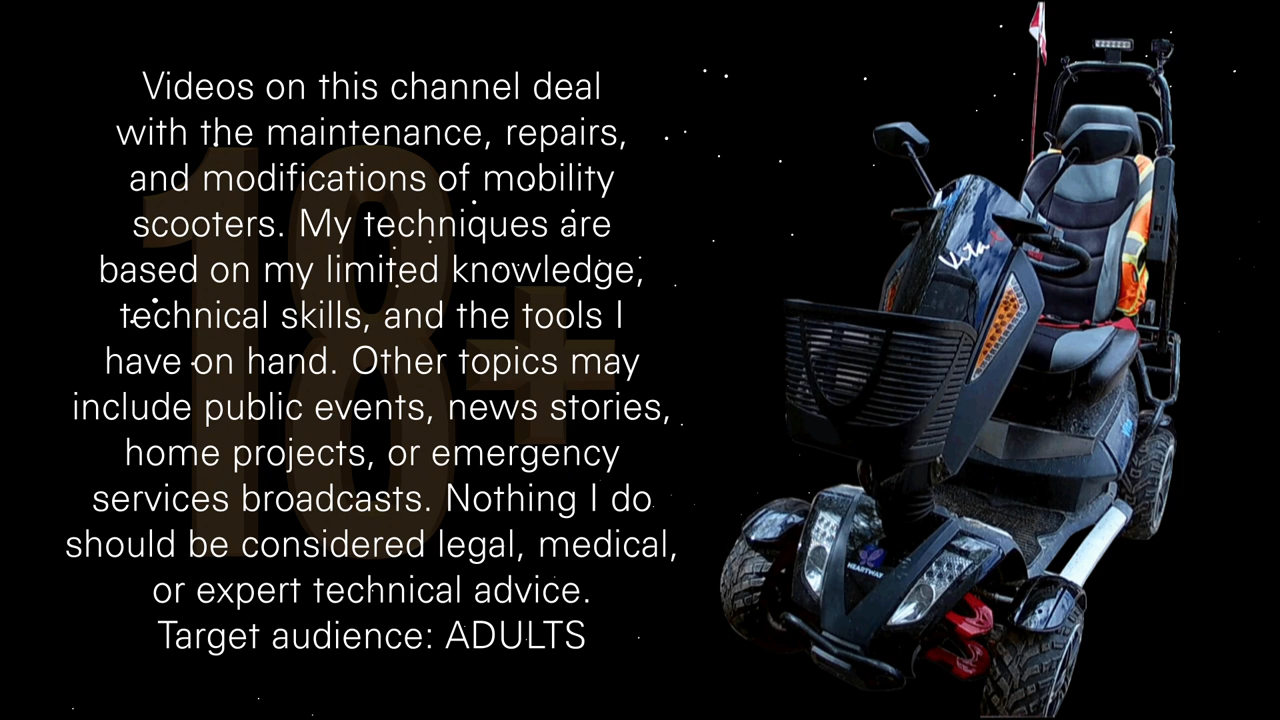 Videos on this channel deal
with the maintenance, repairs,
and modifications of mobility
scooters. My techniques are
based on my limited knowledge,
technical skills, and the tools I
have on hand. Other topics may
include public events, news stories,
home projects, or emergency
services broadcasts. Nothing I do
should be considered legal, medical,
or expert technical advice.
Target audience: ADULTS
18+
Vita X
HEARTWAY